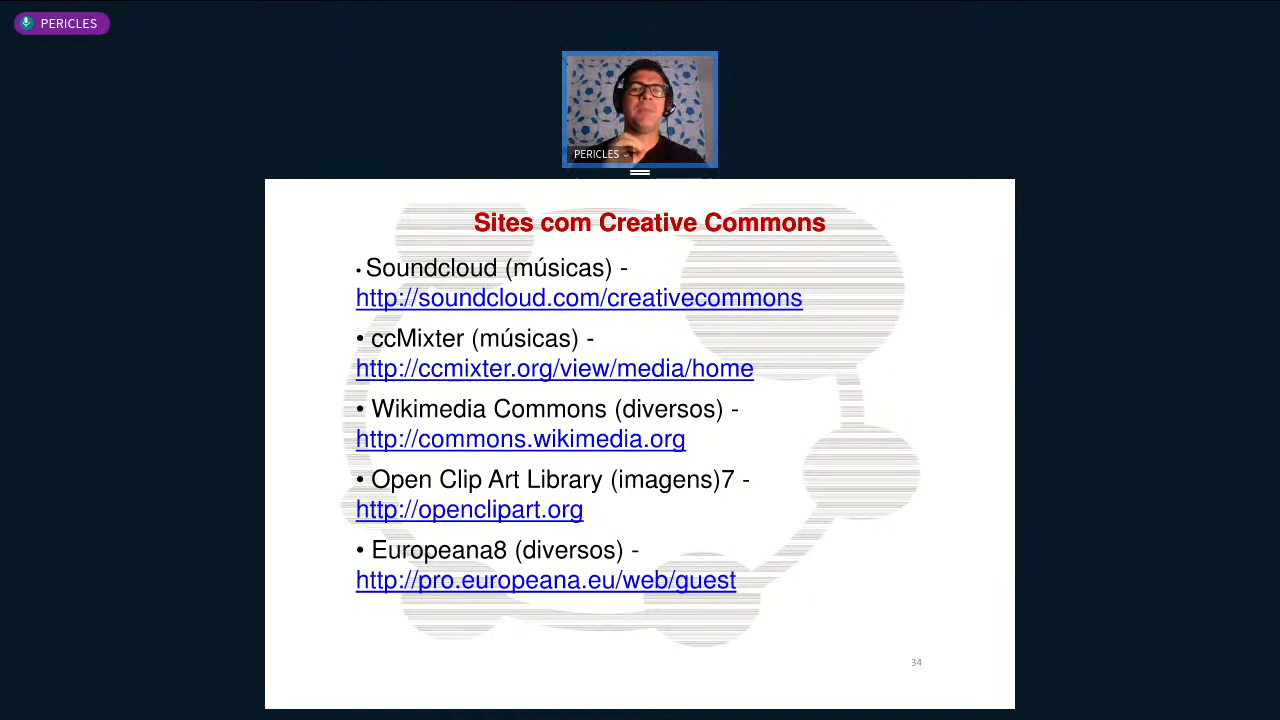 PERICLES
PERICLES
Sites com Creative Commons
• Soundcloud (músicas) -
http://soundcloud.com/creativecommons
• ccMixter (músicas) -
http://ccmixter.org/view/media/home
• Wikimedia Commons (diversos) -
http://commons.wikimedia.org
• Open Clip Art Library (imagens)7 -
http://openclipart.org
• Europeana8 (diversos) -
http://pro.europeana.eu/web/guest
34